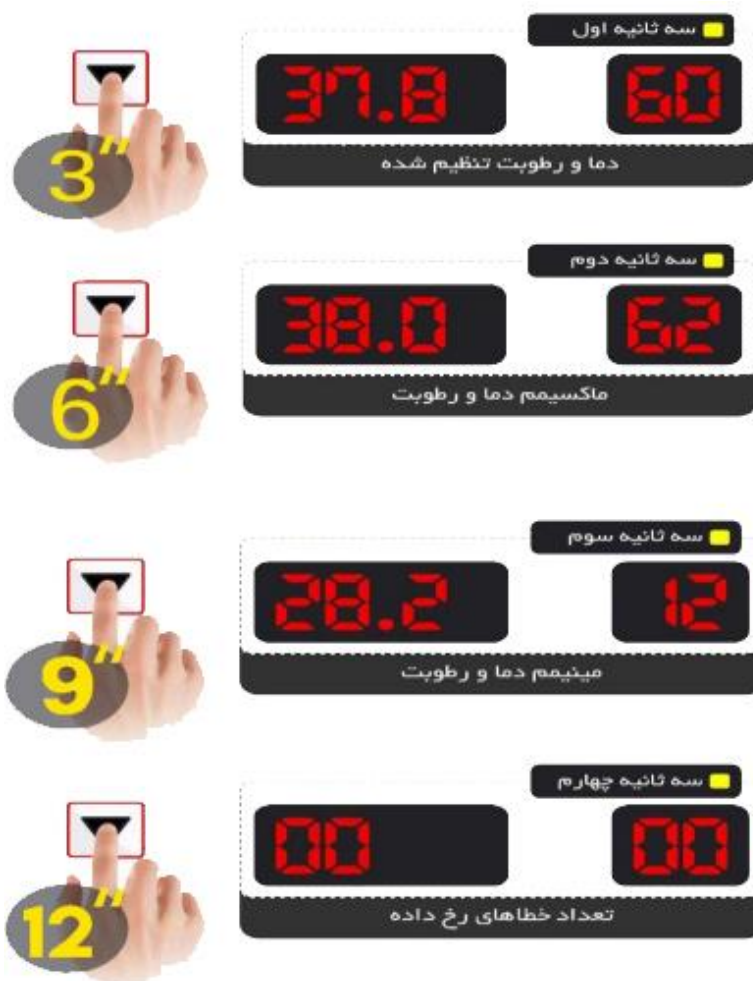 سه ثانیه اول
3″ 37.8 60
دما و رطوبت تنظیم شده
سه ثانیه دوم
6″ 38.0 62
ماکسیمم دما و رطوبت
سه ثانیه سوم
9″ 28.2 12
مینیمم دما و رطوبت
سه ثانیه چهارم
12″ 00 00
تعداد خطاهای رخ داده